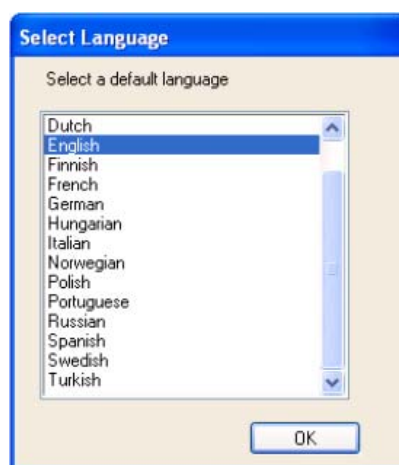 Select Language
Select a default language
Dutch
English
Finnish
French
German
Hungarian
Italian
Norwegian
Polish
Portuguese
Russian
Spanish
Swedish
Turkish
OK